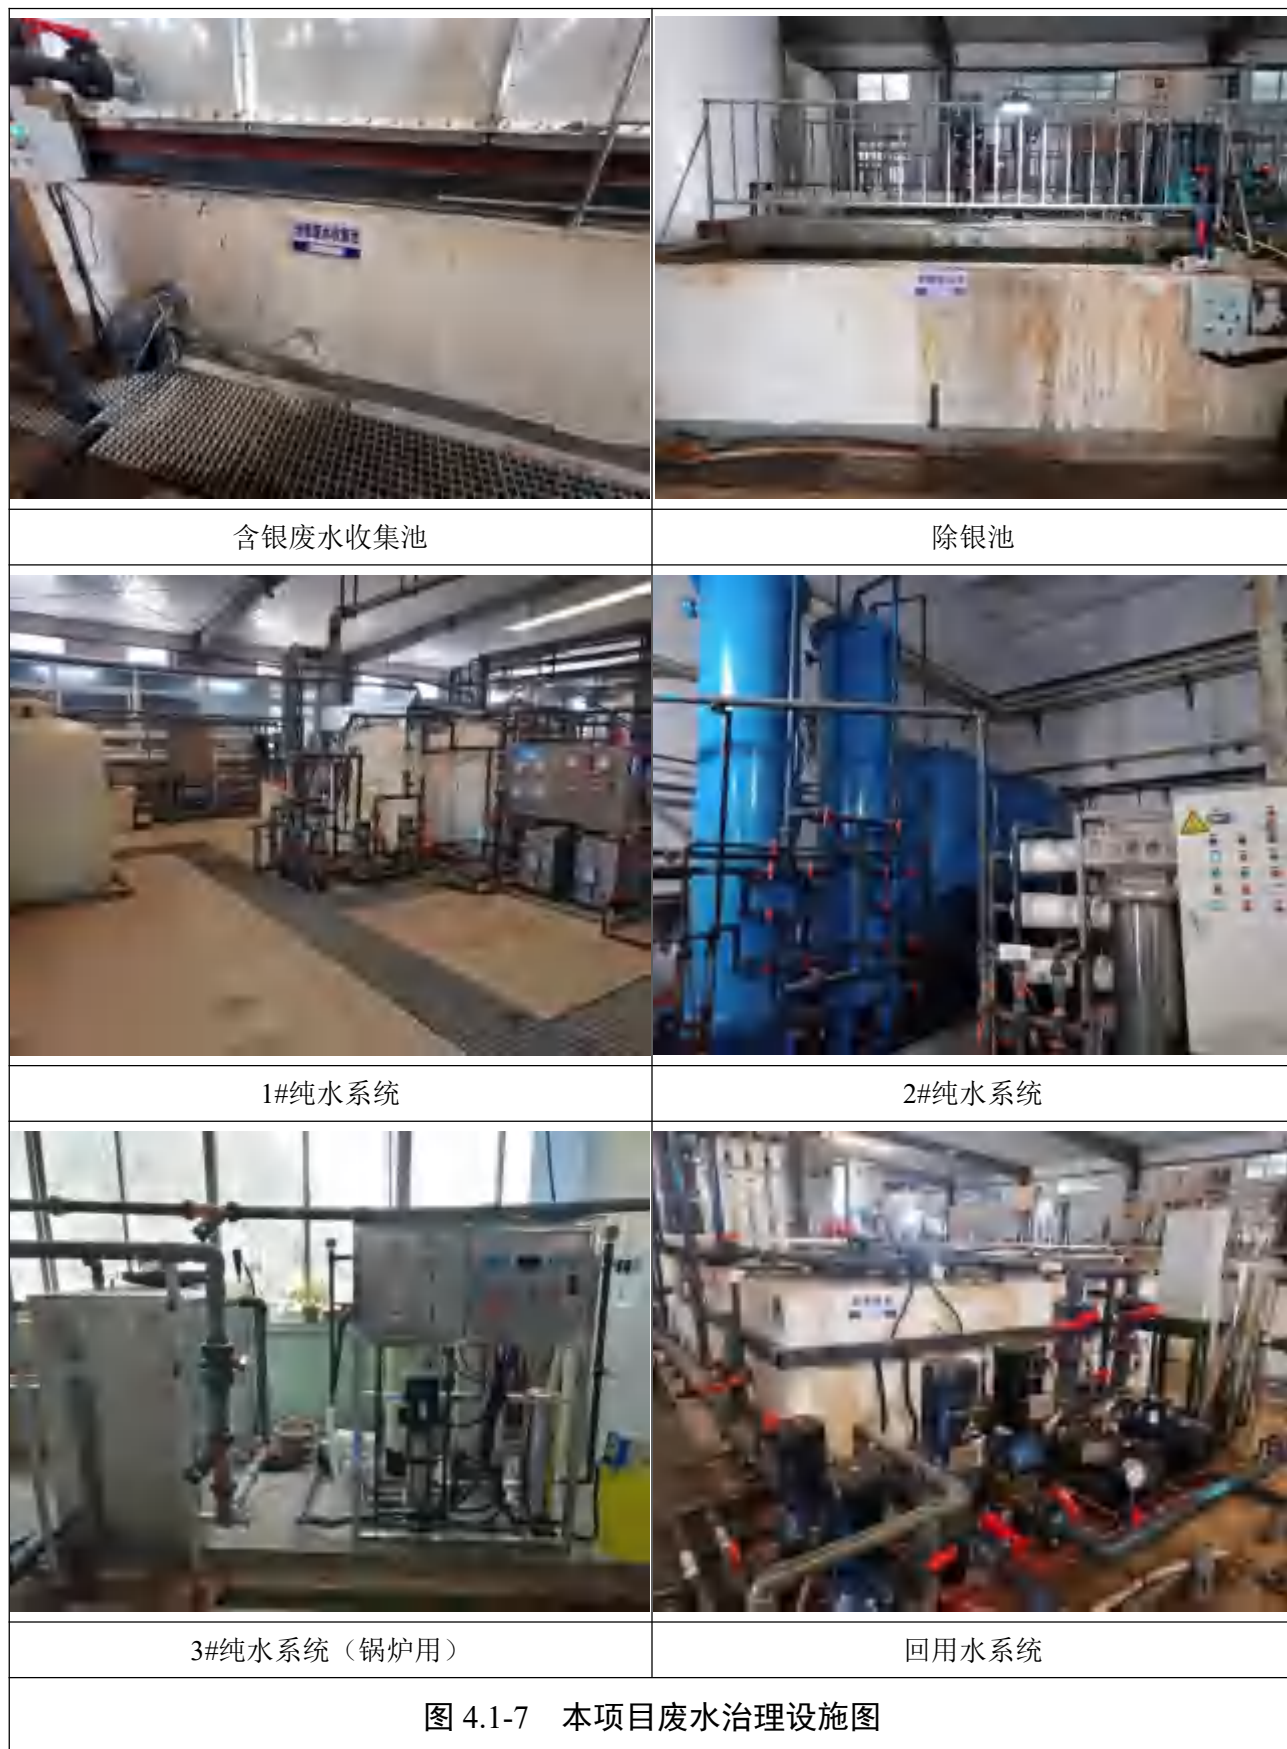 含银废水收集池
除银池
1#纯水系统
2#纯水系统
3#纯水系统（锅炉用）
回用水系统
图 4.1-7 本项目废水治理设施图